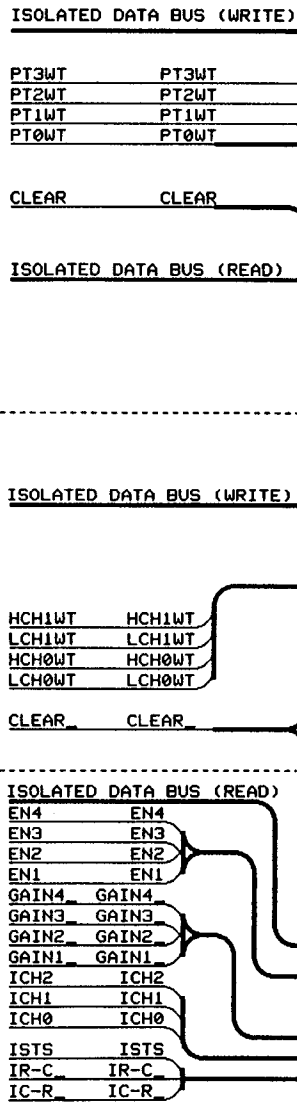 ISOLATED DATA BUS (WRITE)
PT3WT PT3WT
PT2WT PT2WT
PT1WT PT1WT
PT0WT PT0WT
CLEAR CLEAR
ISOLATED DATA BUS (READ)
ISOLATED DATA BUS (WRITE)
HCH1WT HCH1WT
LCH1WT LCH1WT
HCH0WT HCH0WT
LCH0WT LCH0WT
CLEAR_ CLEAR_
ISOLATED DATA BUS (READ)
EN4 EN4
EN3 EN3
EN2 EN2
EN1 EN1
GAIN4_ GAIN4_
GAIN3_ GAIN3_
GAIN2_ GAIN2_
GAIN1_ GAIN1_
ICH2 ICH2
ICH1 ICH1
ICH0 ICH0
ISTS ISTS
IR-C_ IR-C_
IC-R_ IC-R_